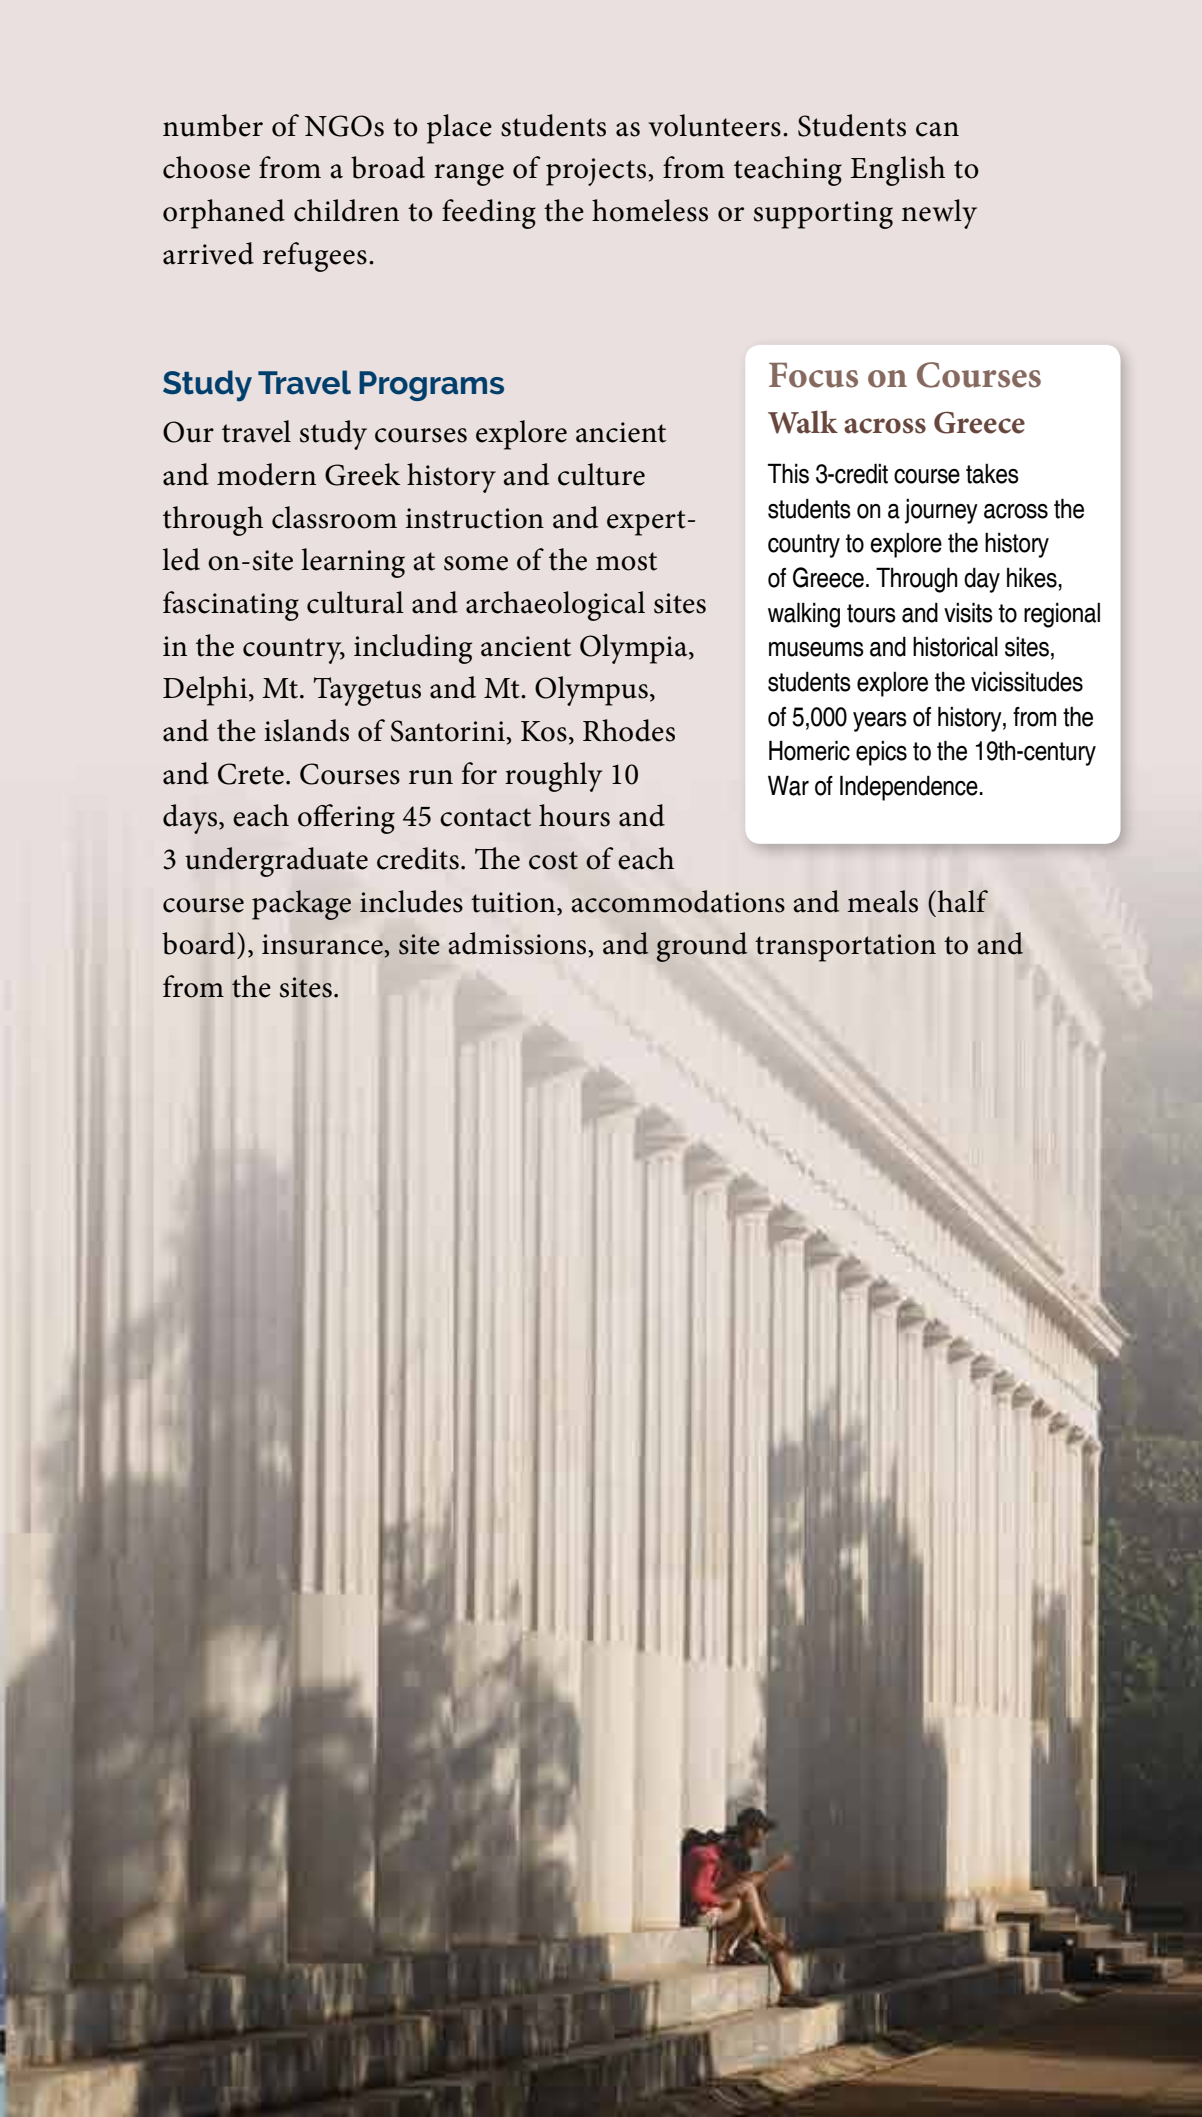 number of NGOs to place students as volunteers. Students can
choose from a broad range of projects, from teaching English to
orphaned children to feeding the homeless or supporting newly
arrived refugees.
Study Travel Programs
Our travel study courses explore ancient
and modern Greek history and culture
through classroom instruction and expert-
led on-site learning at some of the most
fascinating cultural and archaeological sites
in the country, including ancient Olympia,
Delphi, Mt. Taygetus and Mt. Olympus,
and the islands of Santorini, Kos, Rhodes
and Crete. Courses run for roughly 10
days, each offering 45 contact hours and
3 undergraduate credits. The cost of each
course package includes tuition, accommodations and meals (half
board), insurance, site admissions, and ground transportation to and
from the sites.
Focus on Courses
Walk across Greece
This 3-credit course takes
students on a journey across the
country to explore the history
of Greece. Through day hikes,
walking tours and visits to regional
museums and historical sites,
students explore the vicissitudes
of 5,000 years of history, from the
Homeric epics to the 19th-century
War of Independence.